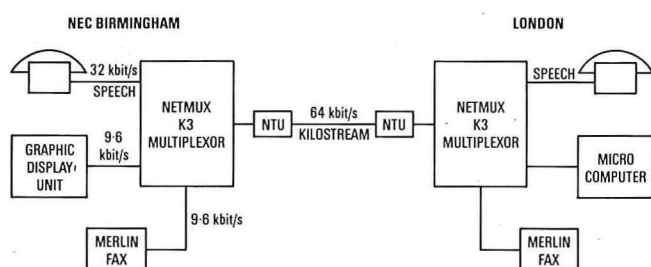 NEC BIRMINGHAM
LONDON
32 kbit/s
SPEECH
NETMUX
K3
MULTIPLEXOR
9·6
kbit/s
GRAPHIC
DISPLAY
UNIT
9·6 kbit/s
MERLIN
FAX
NTU
64 kbit/s
KILOSTREAM
NTU
NETMUX
K3
MULTIPLEXOR
SPEECH
MICRO
COMPUTER
MERLIN
FAX